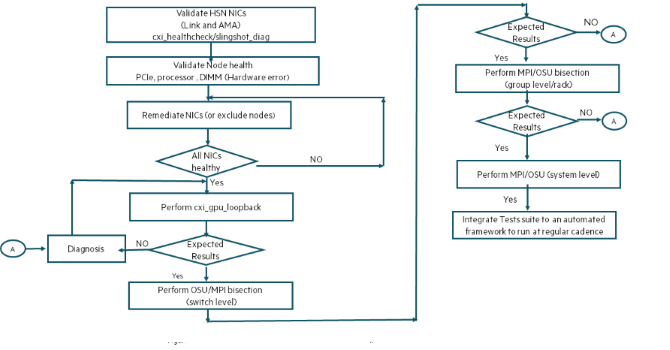 Validate HSN NICs
(Link and AMA)
cxi_healthcheck/slingshot_diag
Validate Node health
PCIe, processor , DIMM (Hardware error)
Remediate NICs (or exclude nodes)
All NICs
healthy
NO
Yes
Perform cxi_gpu_loopback
A
Diagnosis
NO
Expected
Results
Yes
Perform OSU/MPI bisection
(switch level)
Expected
Results
NO
A
Yes
Perform MPI/OSU bisection
(group level/rack)
Expected
Results
NO
A
Yes
Perform MPI/OSU (system level)
Yes
Integrate Tests suite to an automated
framework to run at regular cadence